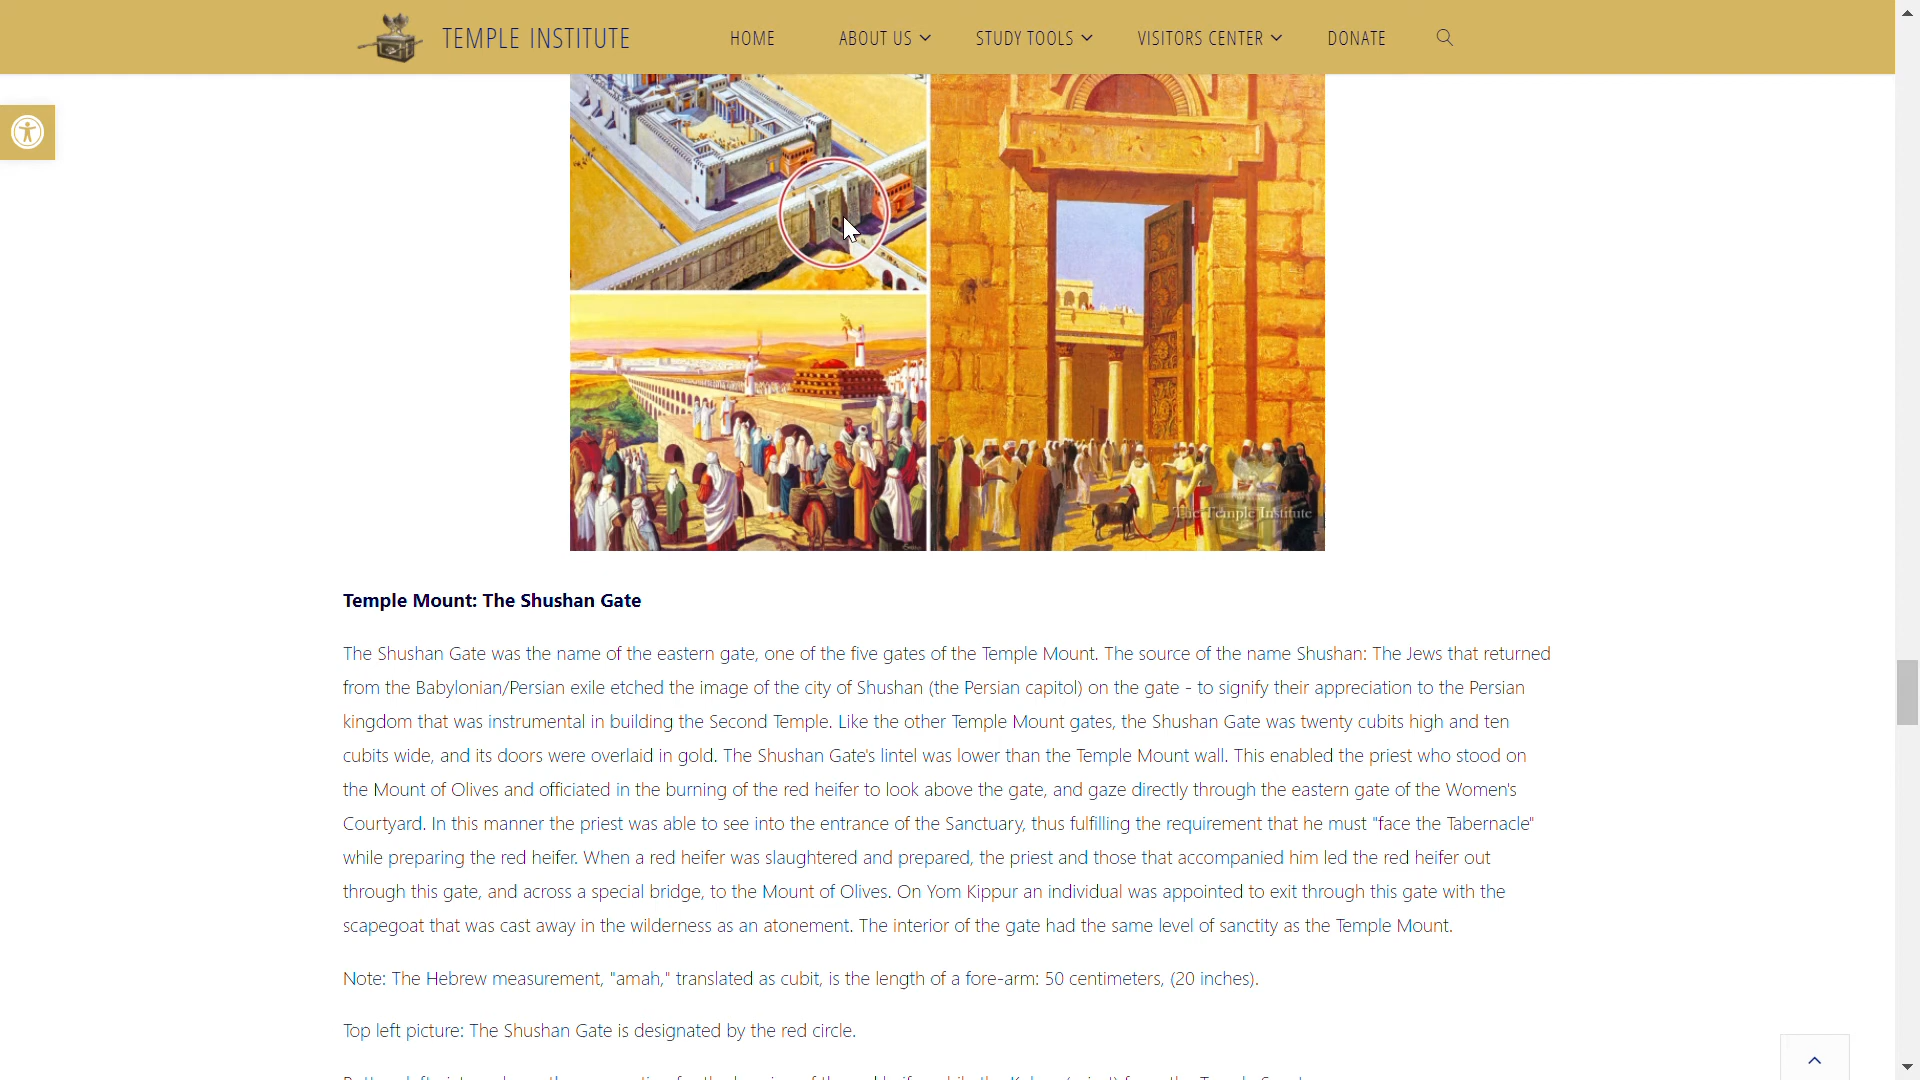 TEMPLE INSTITUTE HOME ABOUT US STUDY TOOLS VISITORS CENTER DONATE
The Temple Institute
Temple Mount: The Shushan Gate
The Shushan Gate was the name of the eastern gate, one of the five gates of the Temple Mount. The source of the name Shushan: The Jews that returned
from the Babylonian/Persian exile etched the image of the city of Shushan (the Persian capitol) on the gate - to signify their appreciation to the Persian
kingdom that was instrumental in building the Second Temple. Like the other Temple Mount gates, the Shushan Gate was twenty cubits high and ten
cubits wide, and its doors were overlaid in gold. The Shushan Gate's lintel was lower than the Temple Mount wall. This enabled the priest who stood on
the Mount of Olives and officiated in the burning of the red heifer to look above the gate, and gaze directly through the eastern gate of the Women's
Courtyard. In this manner the priest was able to see into the entrance of the Sanctuary, thus fulfilling the requirement that he must "face the Tabernacle"
while preparing the red heifer. When a red heifer was slaughtered and prepared, the priest and those that accompanied him led the red heifer out
through this gate, and across a special bridge, to the Mount of Olives. On Yom Kippur an individual was appointed to exit through this gate with the
scapegoat that was cast away in the wilderness as an atonement. The interior of the gate had the same level of sanctity as the Temple Mount.
Note: The Hebrew measurement, "amah," translated as cubit, is the length of a fore-arm: 50 centimeters, (20 inches).
Top left picture: The Shushan Gate is designated by the red circle.